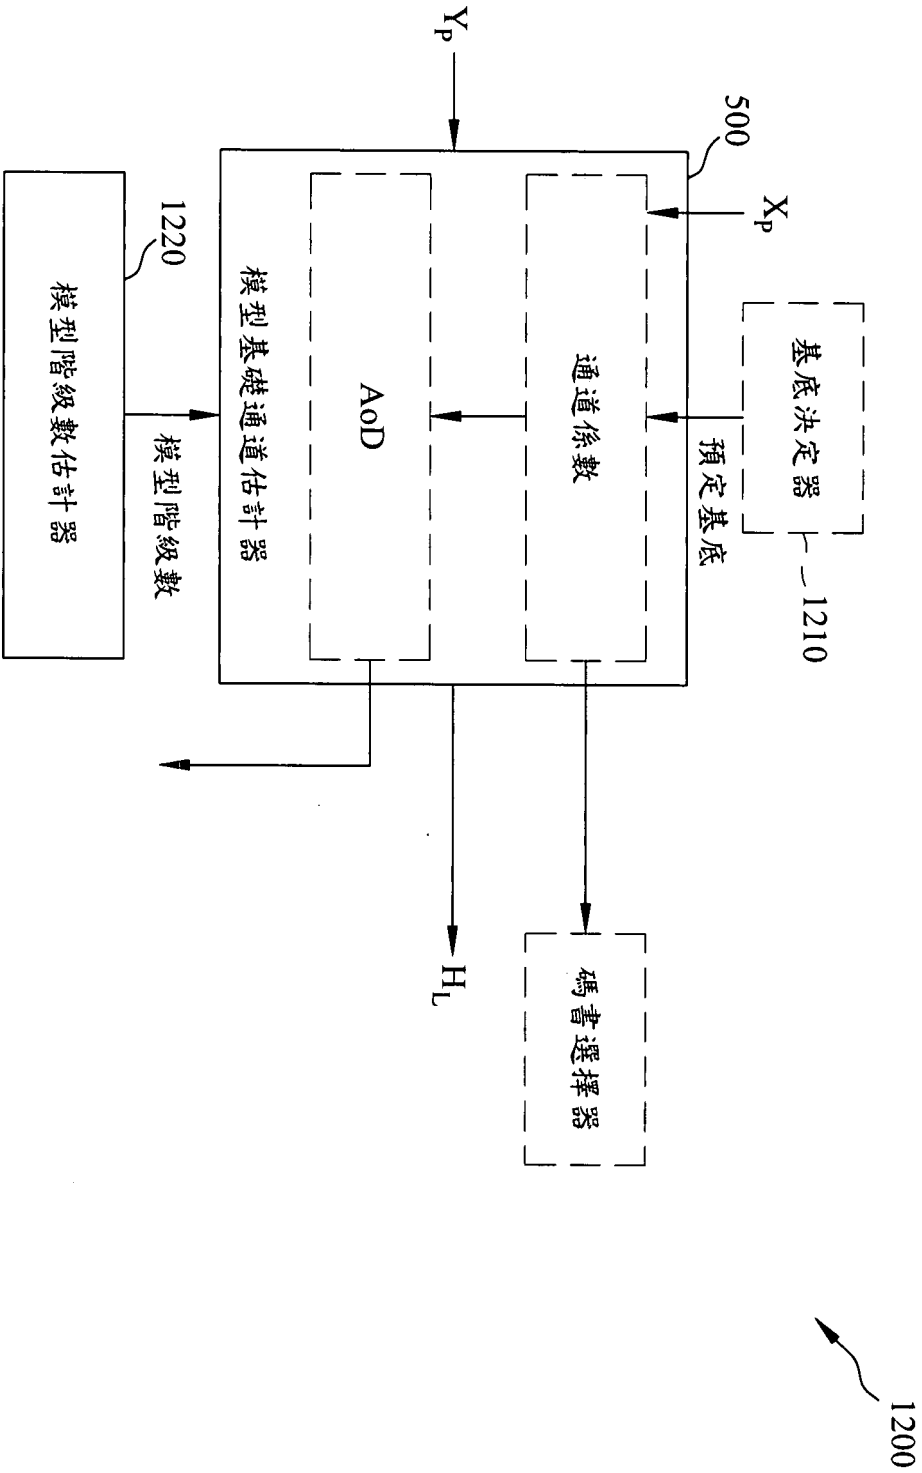 1200
基底決定器
1210
預定基底
X_P
500
通道係數
碼書選擇器
Y_P
AoD
H_L
模型基礎通道估計器
模型階級數
1220
模型階級數估計器